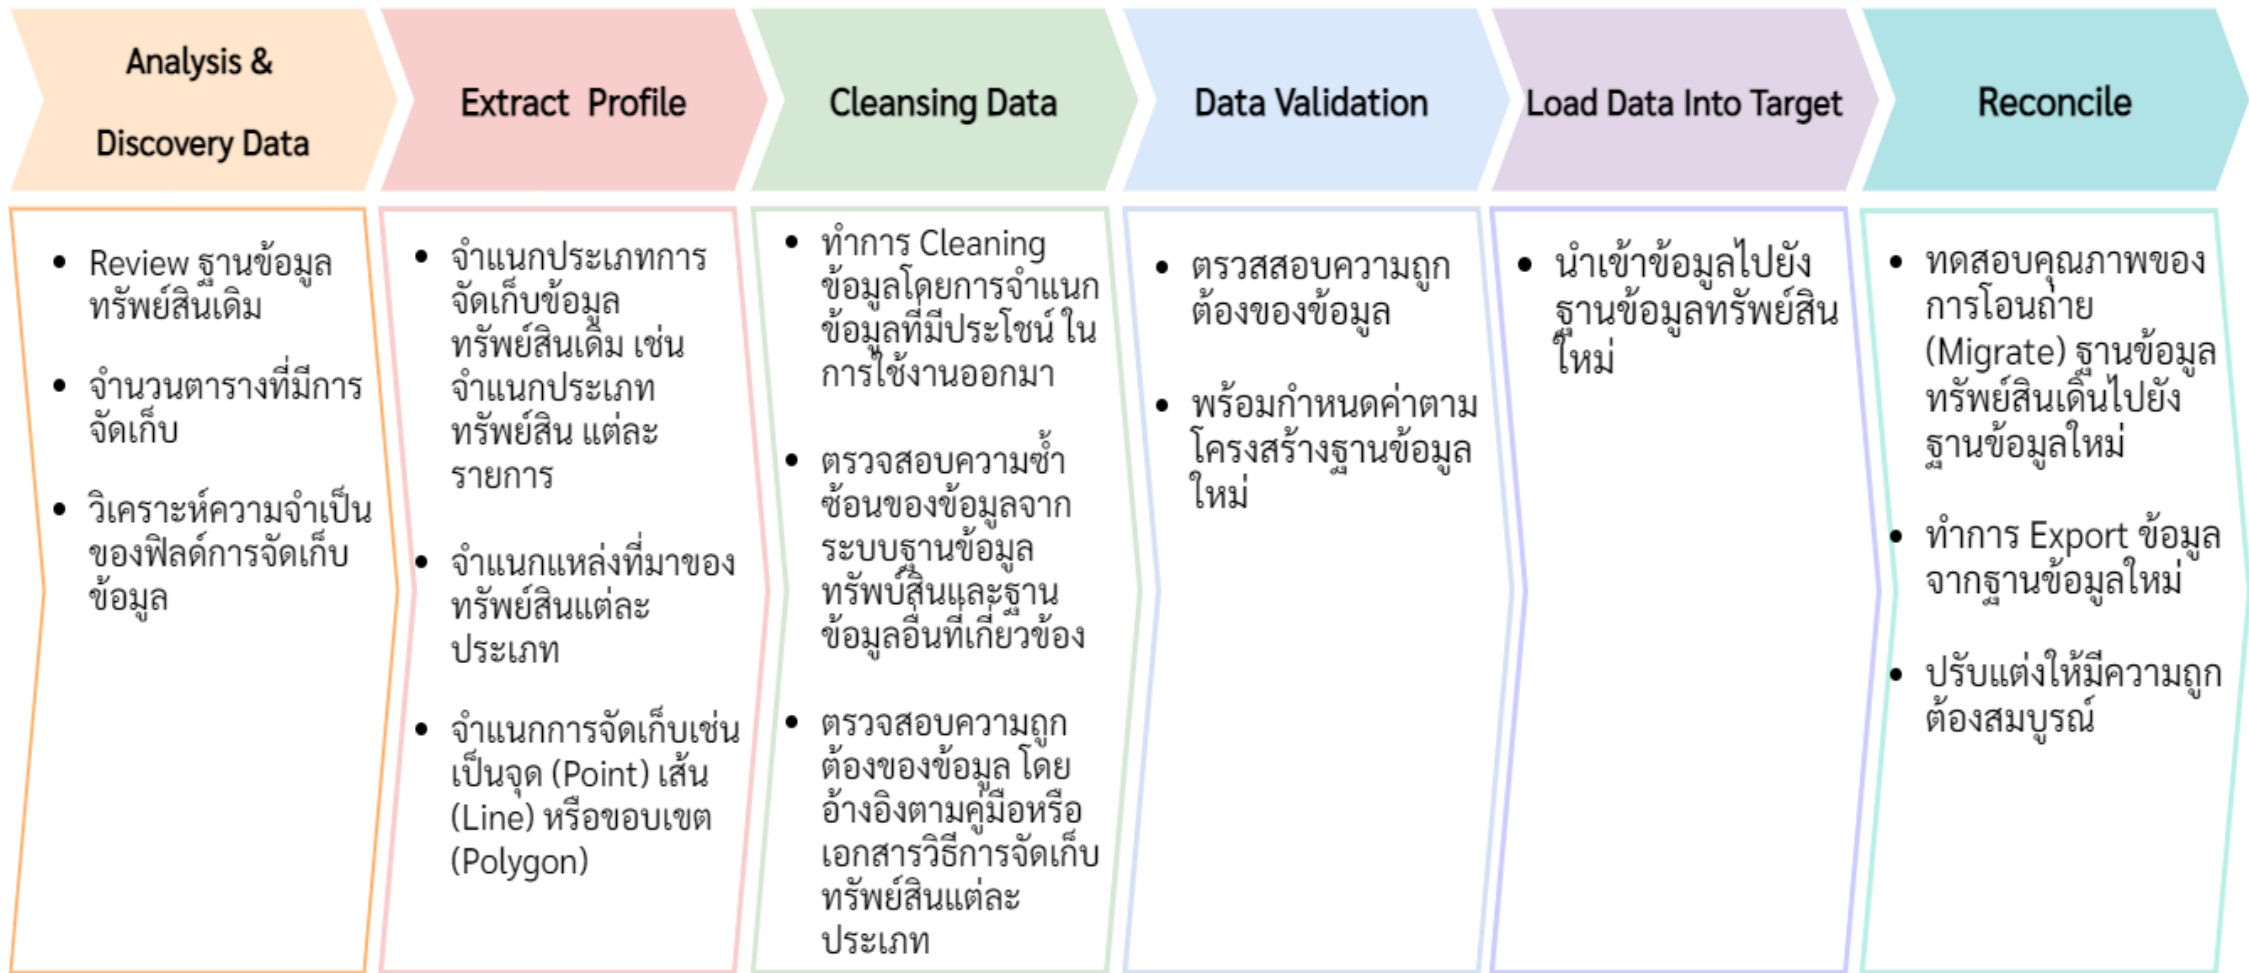 Analysis &
Discovery Data
Extract Profile
Cleansing Data
Data Validation
Load Data Into Target
Reconcile
• Review ฐานข้อมูล
ทรัพย์สินเดิม
• จำนวนตารางที่มีการ
จัดเก็บ
• วิเคราะห์ความจำเป็น
ของฟิลด์การจัดเก็บ
ข้อมูล
• จำแนกประเภทการ
จัดเก็บข้อมูล
ทรัพย์สินเดิม เช่น
จำแนกประเภท
ทรัพย์สิน แต่ละ
รายการ
• จำแนกแหล่งที่มาของ
ทรัพย์สินแต่ละ
ประเภท
• จำแนกการจัดเก็บเช่น
เป็นจุด (Point) เส้น
(Line) หรือขอบเขต
(Polygon)
• ทำการ Cleaning
ข้อมูลโดยการจำแนก
ข้อมูลที่มีประโชน์ ใน
การใช้งานออกมา
• ตรวจสอบความซ้ำ
ซ้อนของข้อมูลจาก
ระบบฐานข้อมูล
ทรัพบ์สินและฐาน
ข้อมูลอื่นที่เกี่ยวข้อง
• ตรวจสอบความถูก
ต้องของข้อมูล โดย
อ้างอิงตามคู่มือหรือ
เอกสารวิธีการจัดเก็บ
ทรัพย์สินแต่ละ
ประเภท
• ตรวสสอบความถูก
ต้องของข้อมูล
• พร้อมกำหนดค่าตาม
โครงสร้างฐานข้อมูล
ใหม่
• นำเข้าข้อมูลไปยัง
ฐานข้อมูลทรัพย์สิน
ใหม่
• ทดสอบคุณภาพของ
การโอนถ่าย
(Migrate) ฐานข้อมูล
ทรัพย์สินเดิ่นไปยัง
ฐานข้อมูลใหม่
• ทำการ Export ข้อมูล
จากฐานข้อมูลใหม่
• ปรับแต่งให้มีความถูก
ต้องสมบูรณ์